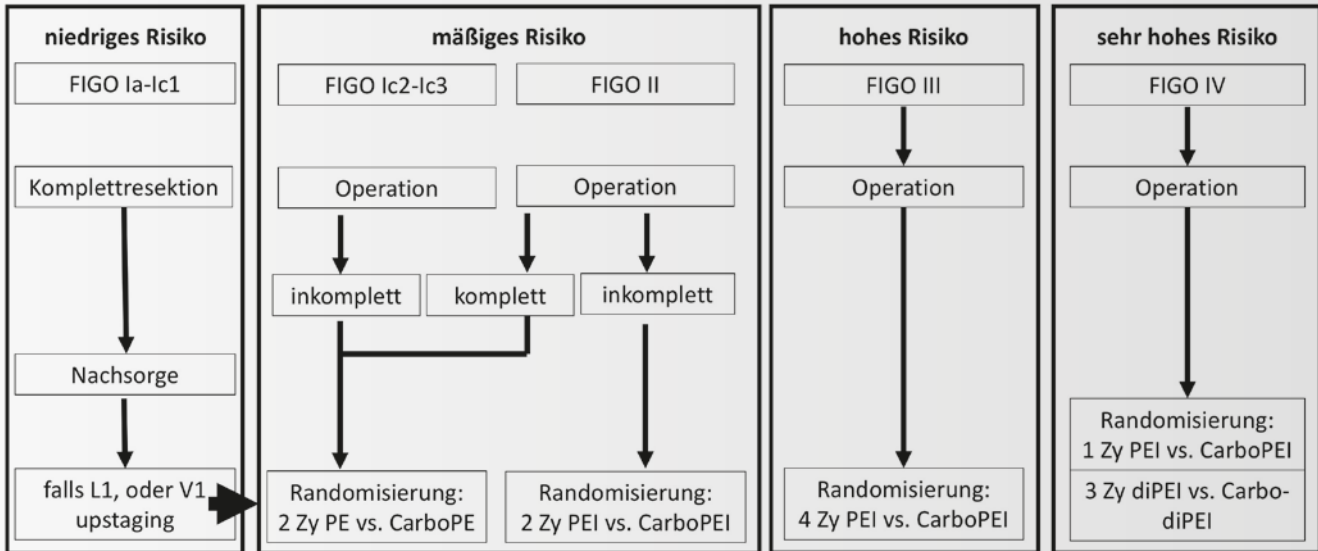 niedriges Risiko
FIGO Ia-Ic1
Komplettresektion
Nachsorge
falls L1, oder V1
upstaging
mäßiges Risiko
FIGO Ic2-Ic3
FIGO II
Operation
Operation
inkomplett
komplett
inkomplett
Randomisierung:
2 Zy PE vs. CarboPE
Randomisierung:
2 Zy PEI vs. CarboPEI
hohes Risiko
FIGO III
Operation
Randomisierung:
4 Zy PEI vs. CarboPEI
sehr hohes Risiko
FIGO IV
Operation
Randomisierung:
1 Zy PEI vs. CarboPEI
3 Zy diPEI vs. Carbo-
diPEI